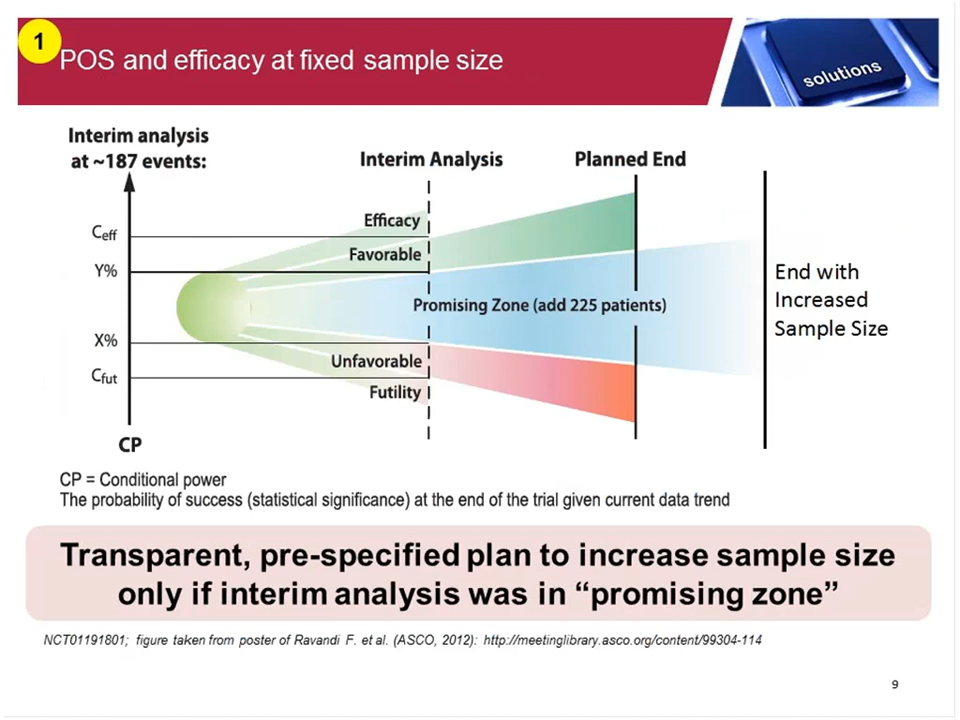 1
POS and efficacy at fixed sample size
solutions
Interim analysis
at ~187 events:
Interim Analysis
Planned End
Ceff
Efficacy
Favorable
Y%
Promising Zone (add 225 patients)
End with
Increased
Sample Size
X%
Unfavorable
Cfut
Futility
CP
CP = Conditional power
The probability of success (statistical significance) at the end of the trial given current data trend
Transparent, pre-specified plan to increase sample size
only if interim analysis was in “promising zone”
NCT01191801; figure taken from poster of Ravandi F. et al. (ASCO, 2012): http://meetinglibrary.asco.org/content/99304-114
9